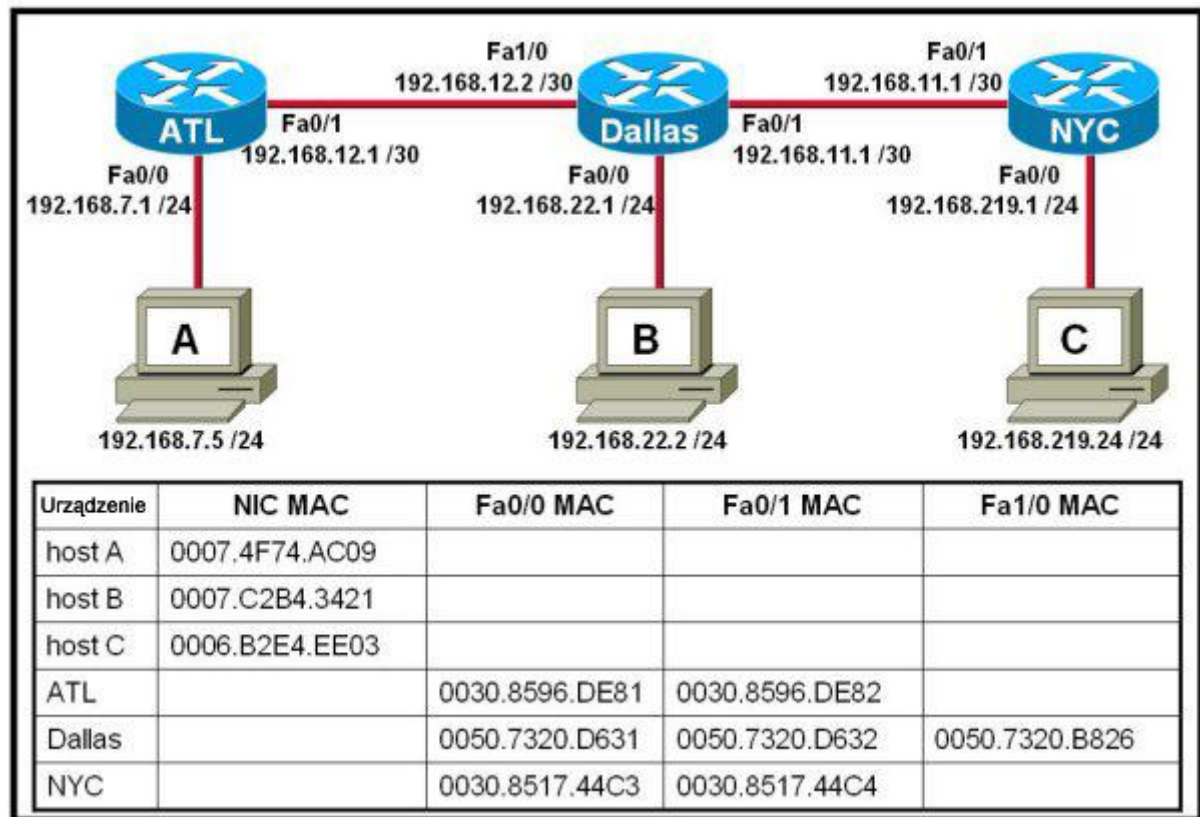 Fa1/0
192.168.12.2 /30
Fa0/1
192.168.11.1 /30
ATL
Dallas
NYC
Fa0/1
192.168.12.1 /30
Fa0/1
192.168.11.1 /30
Fa0/0
192.168.7.1 /24
Fa0/0
192.168.22.1 /24
Fa0/0
192.168.219.1 /24
A
B
C
192.168.7.5 /24
192.168.22.2 /24
192.168.219.24 /24
Urządzenie NIC MAC Fa0/0 MAC Fa0/1 MAC Fa1/0 MAC
host A 0007.4F74.AC09
host B 0007.C2B4.3421
host C 0006.B2E4.EE03
ATL 0030.8596.DE81 0030.8596.DE82
Dallas 0050.7320.D631 0050.7320.D632 0050.7320.B826
NYC 0030.8517.44C3 0030.8517.44C4